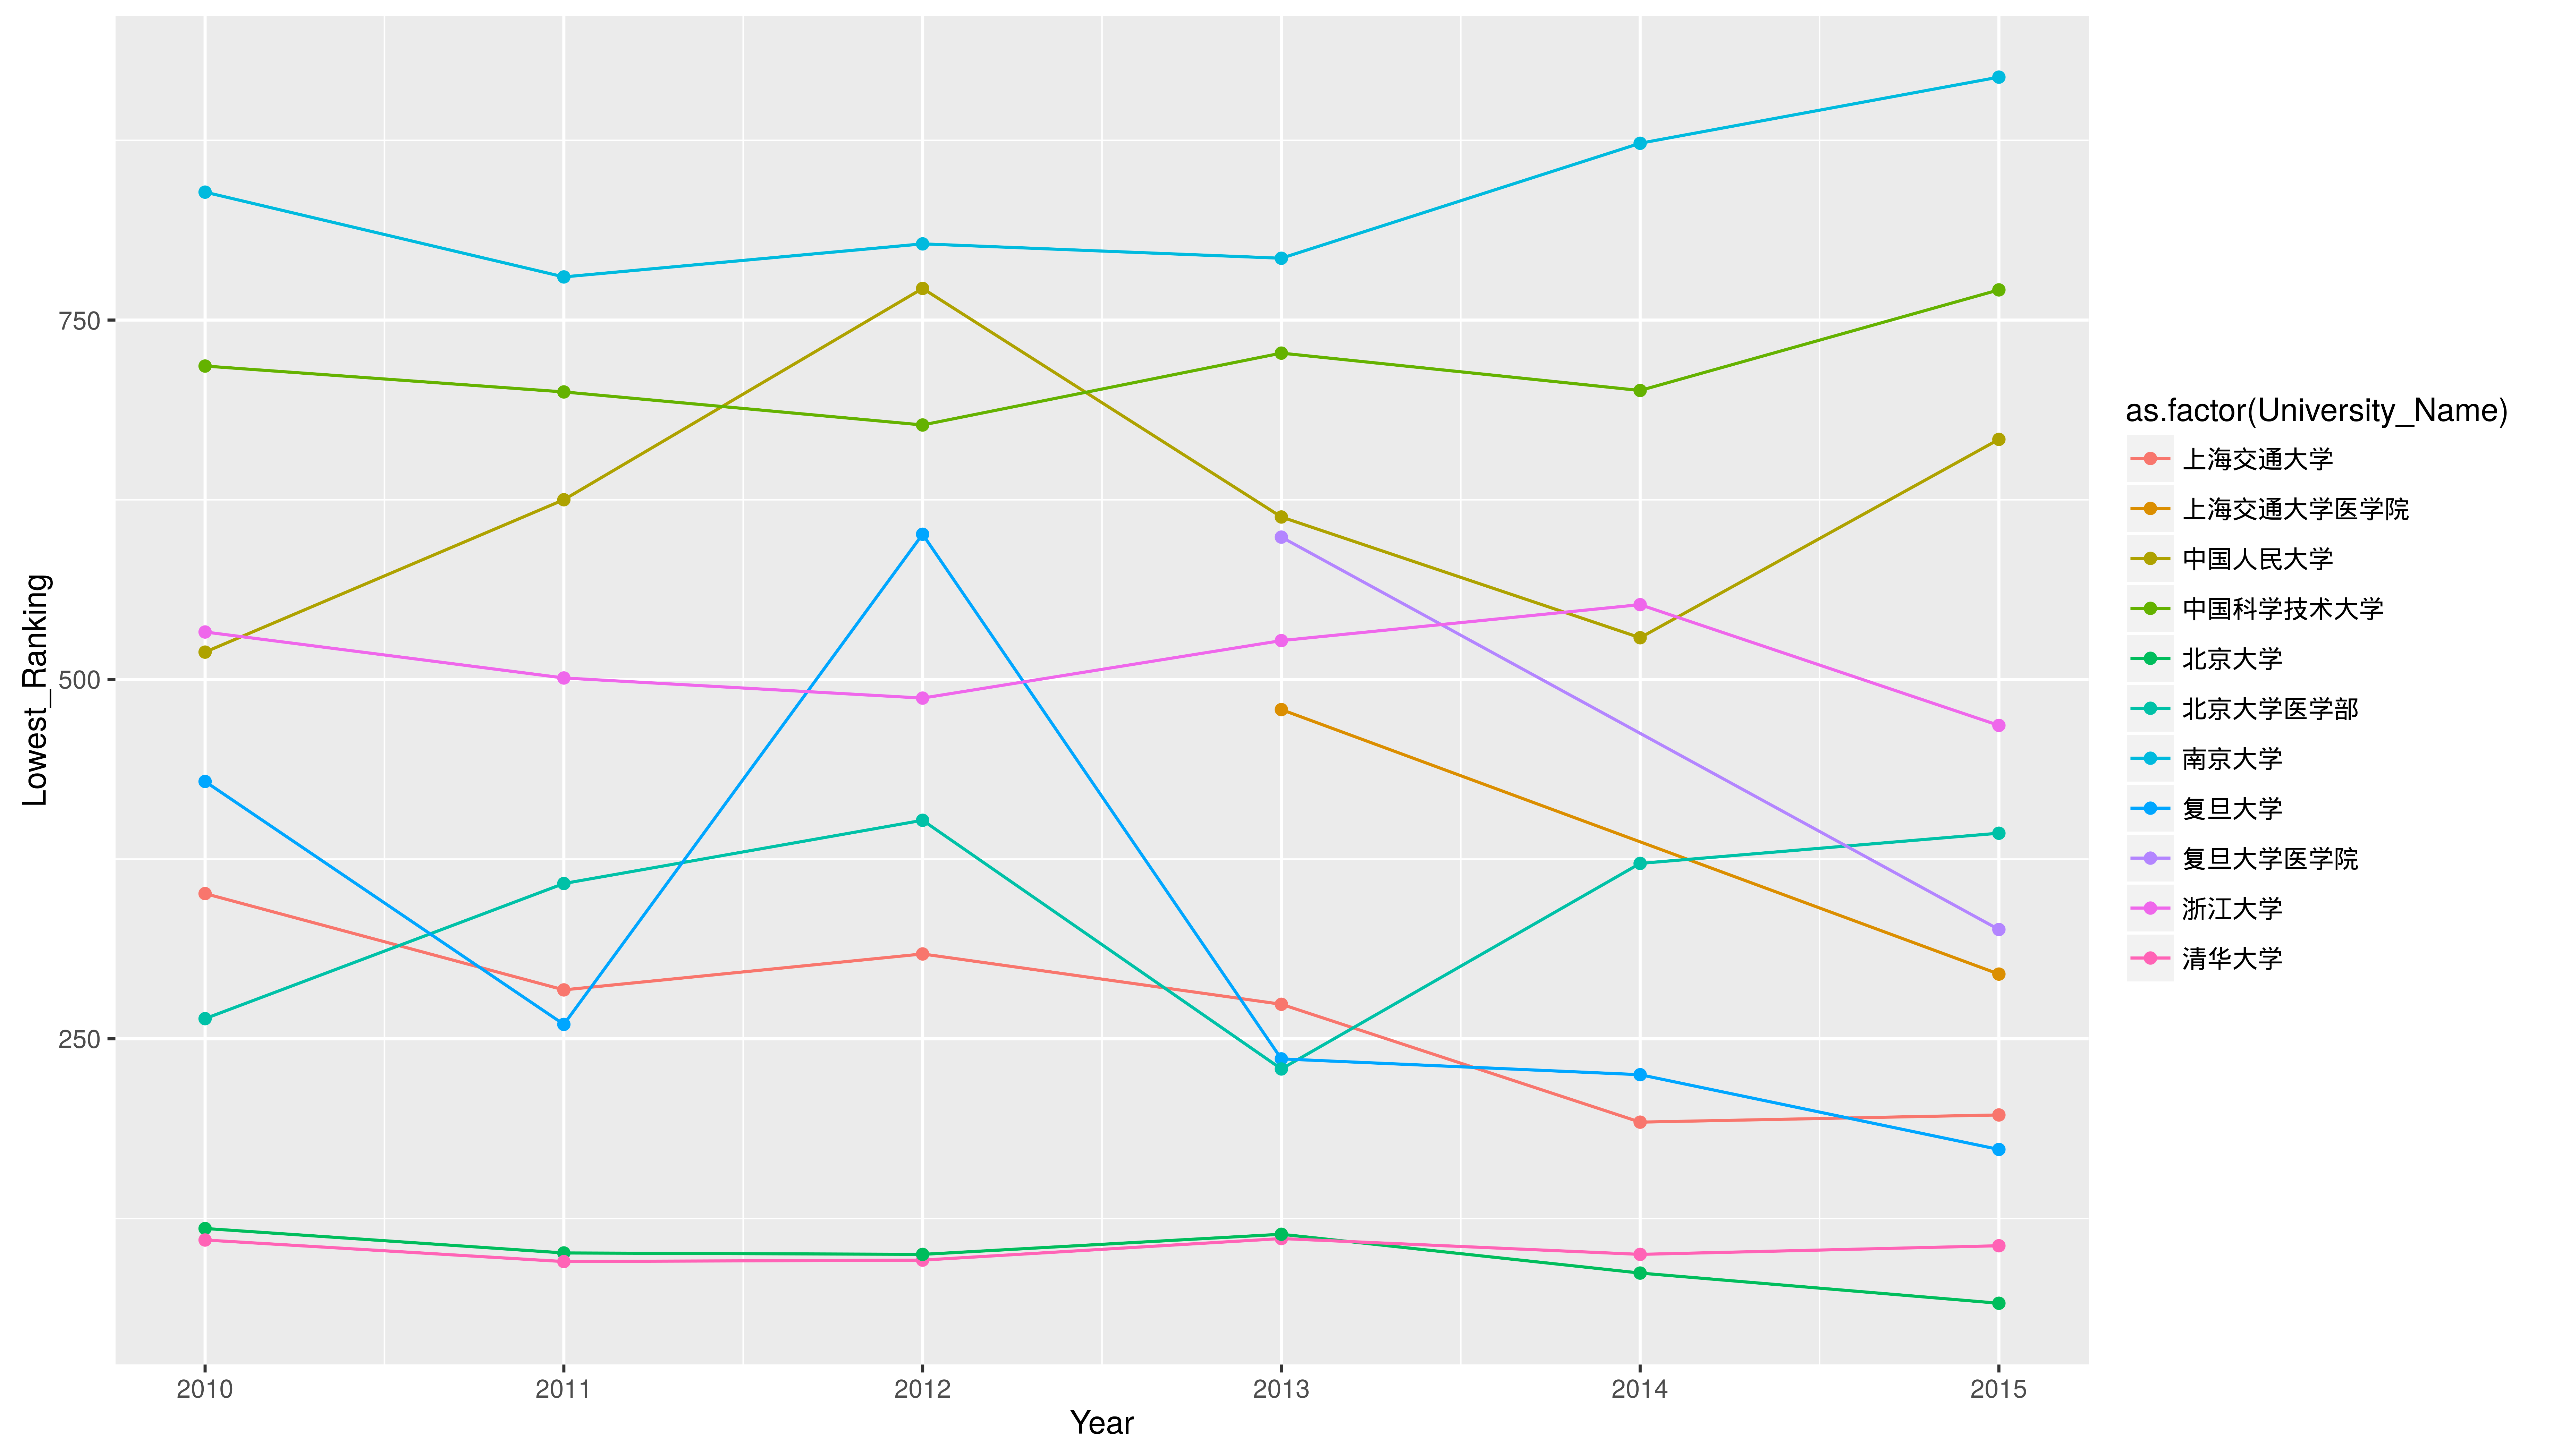 Lowest_Ranking
750
500
250
2010
2011
2012
2013
2014
2015
Year
as.factor(University_Name)
上海交通大学
上海交通大学医学院
中国人民大学
中国科学技术大学
北京大学
北京大学医学部
南京大学
复旦大学
复旦大学医学院
浙江大学
清华大学